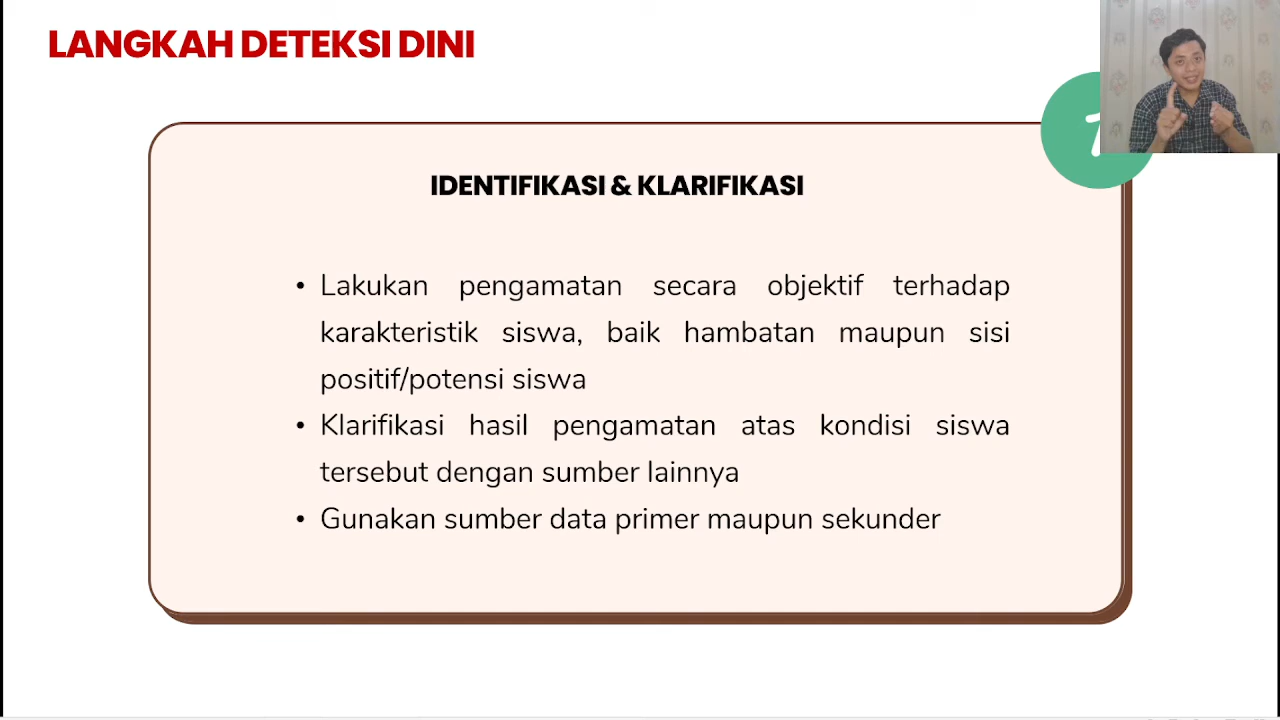 LANGKAH DETEKSI DINI
IDENTIFIKASI & KLARIFIKASI
• Lakukan pengamatan secara objektif terhadap
karakteristik siswa, baik hambatan maupun sisi
positif/potensi siswa
• Klarifikasi hasil pengamatan atas kondisi siswa
tersebut dengan sumber lainnya
• Gunakan sumber data primer maupun sekunder